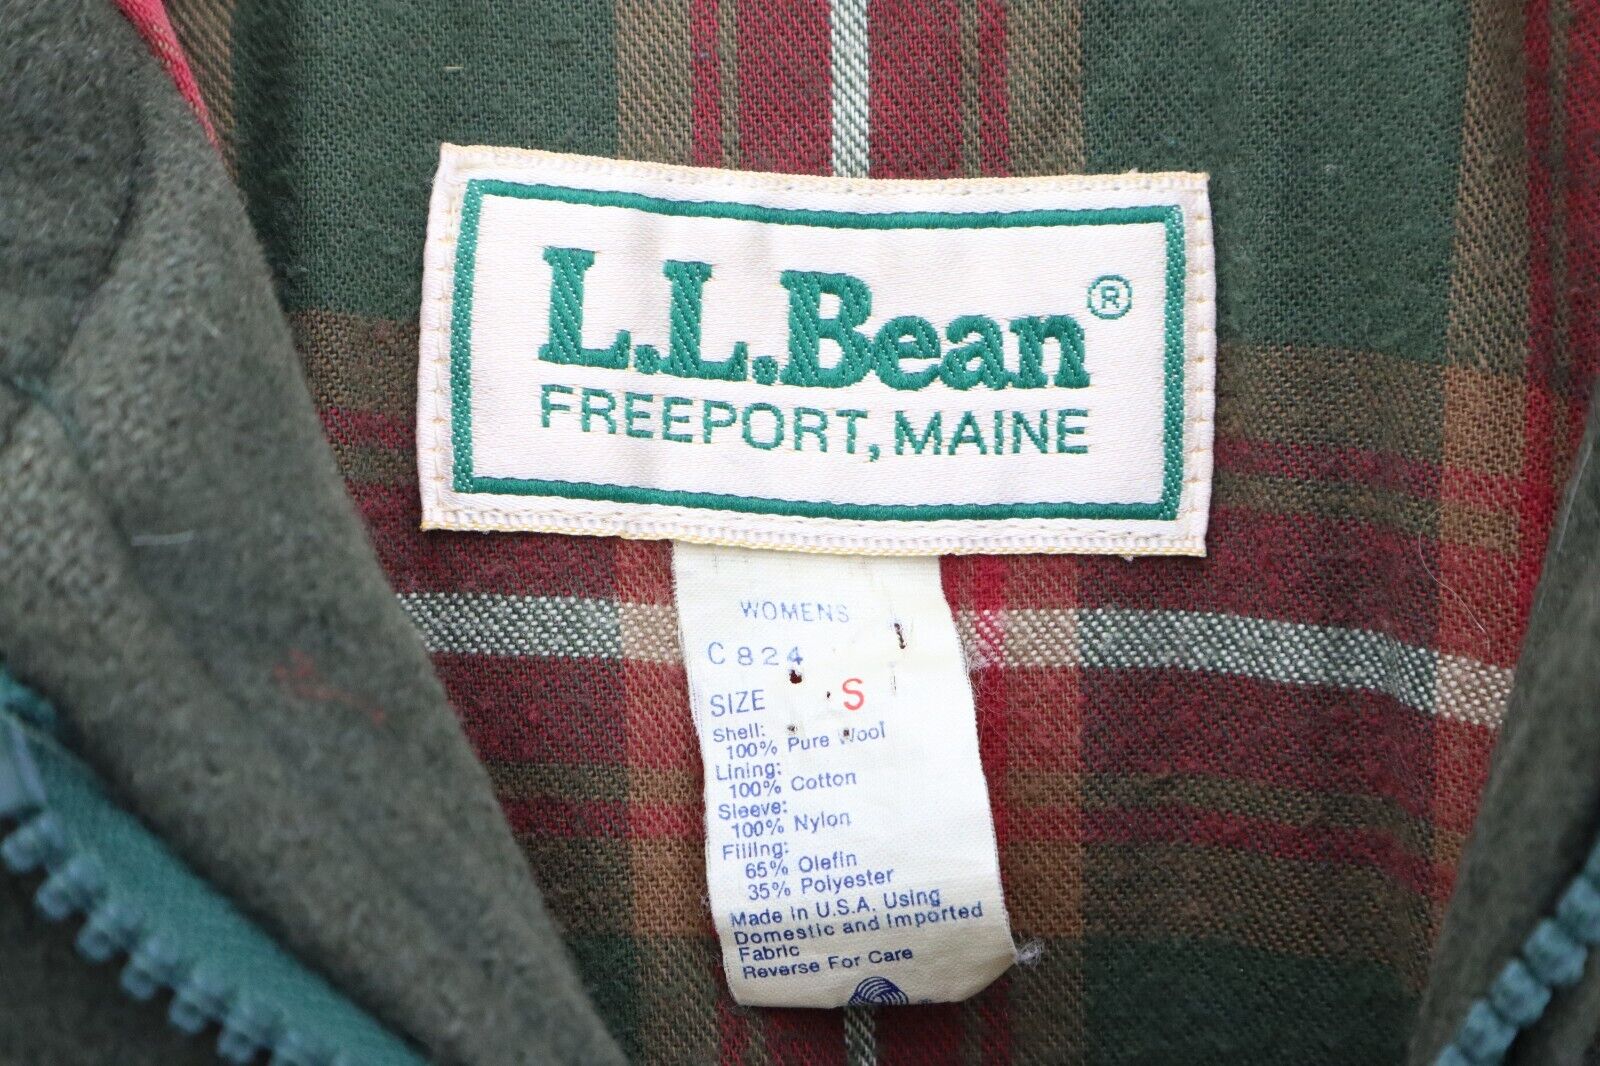 L.L.Bean®
FREEPORT, MAINE
WOMENS
C 824
SIZE S
Shell:
100% Pure Wool
Lining:
100% Cotton
Sleeve:
100% Nylon
Filling:
65% Olefin
35% Polyester
Made in U.S.A. Using
Domestic and Imported
Fabric
Reverse For Care